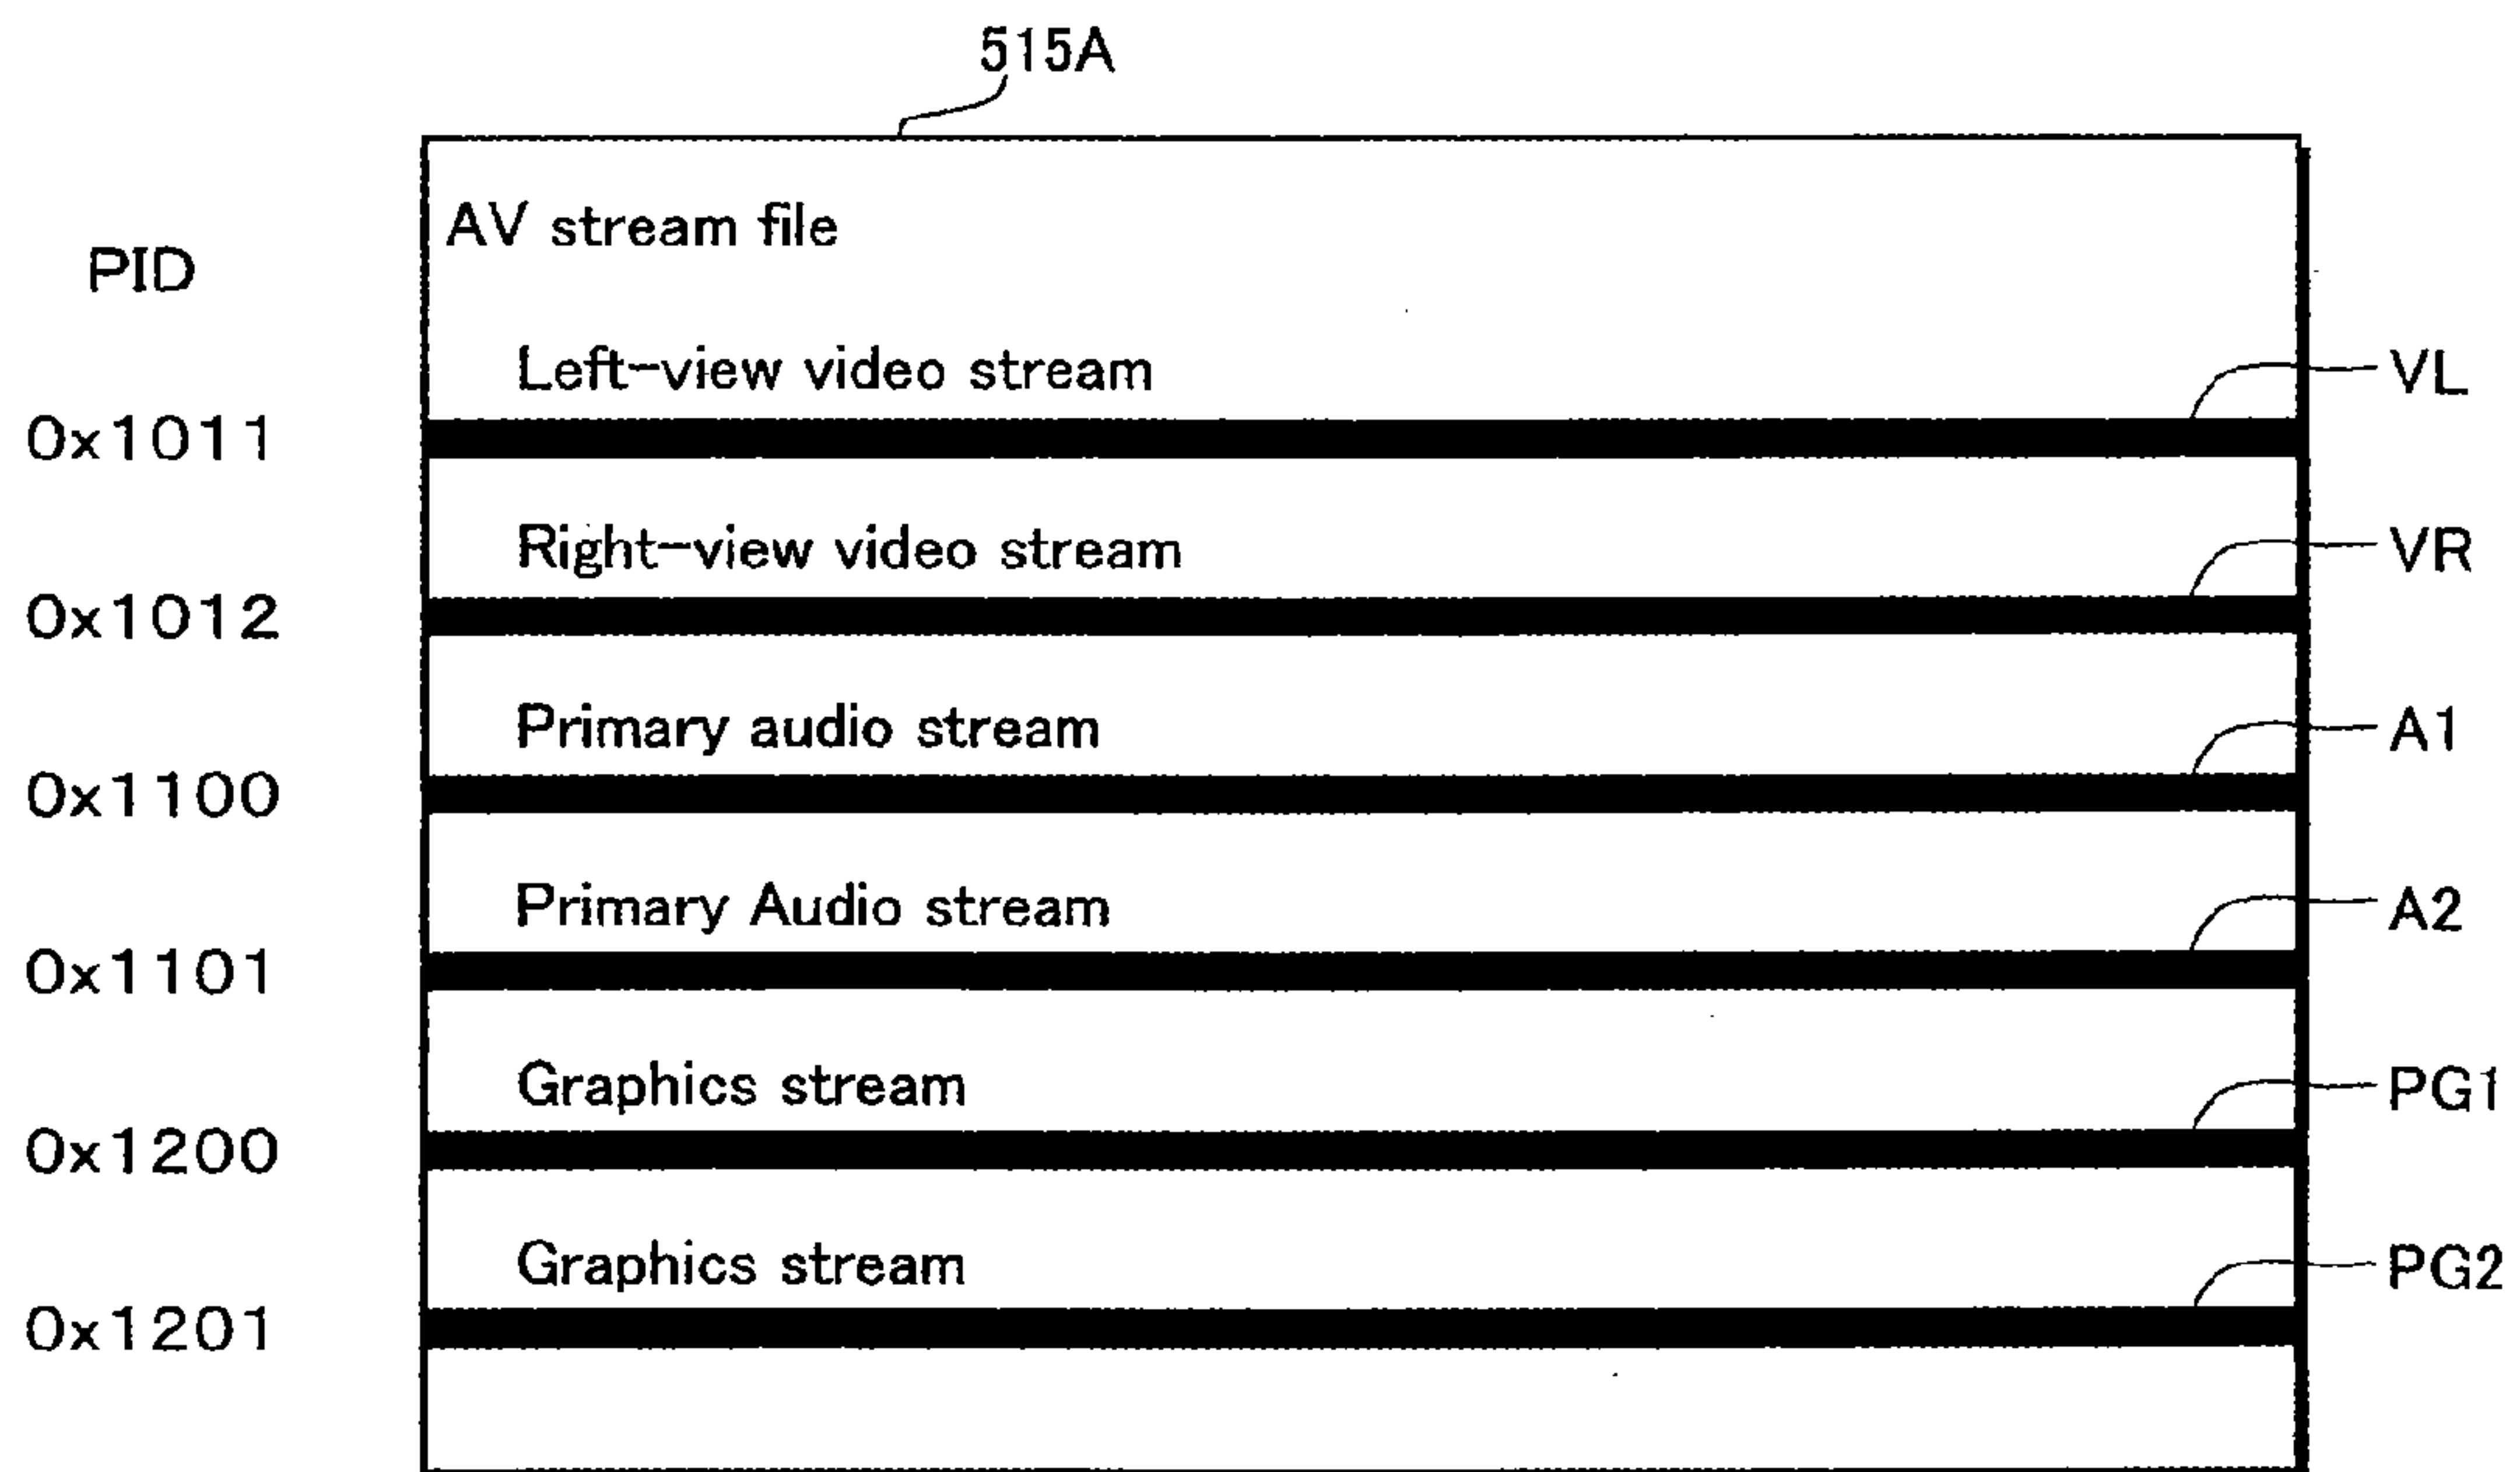 515A
AV stream file
PID
Left-view video stream
VL
0x1011
Right-view video stream
VR
0x1012
Primary audio stream
A1
0x1100
Primary Audio stream
A2
0x1101
Graphics stream
PG1
0x1200
Graphics stream
PG2
0x1201